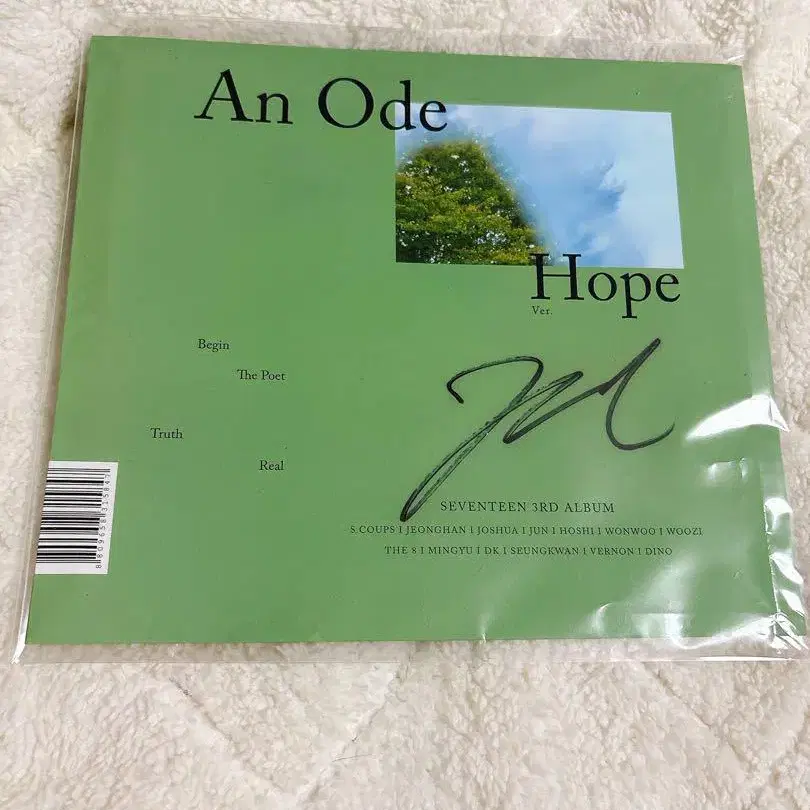 An Ode
Hope
Ver.
Begin
The Poet
Truth
Real
SEVENTEEN 3RD ALBUM
S.COUPS I JEONGHAN I JOSHUA I JUN I HOSHI I WONWOO I WOOZI
THE 8 I MINGYU I DK I SEUNGKWAN I VERNON I DINO
8809658315847